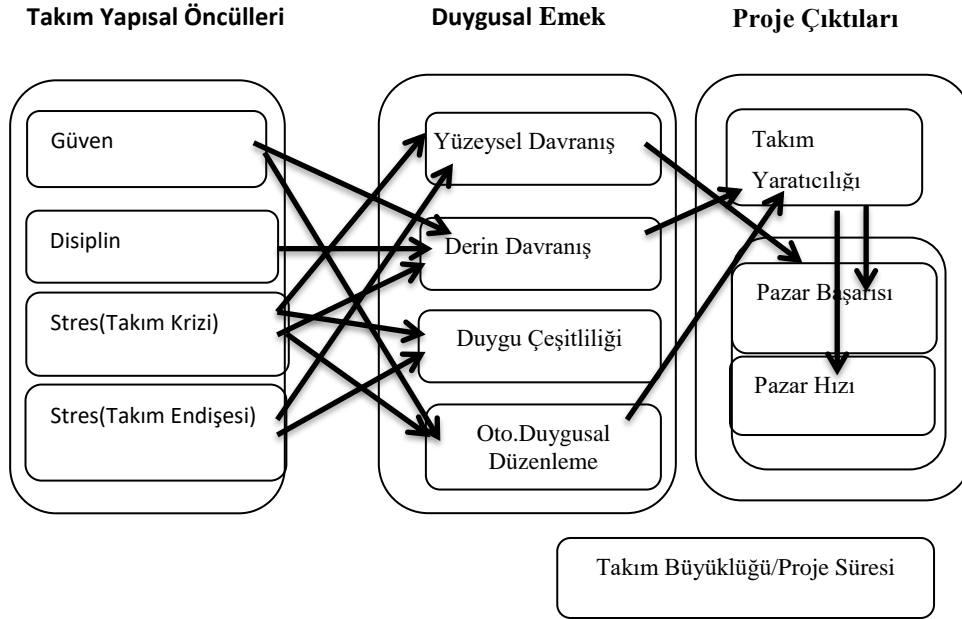 Takım Yapısal Öncülleri
Duygusal Emek
Proje Çıktıları
Güven
Disiplin
Stres(Takım Krizi)
Stres(Takım Endişesi)
Yüzeysel Davranış
Derin Davranış
Duygu Çeşitliliği
Oto.Duygusal
Düzenleme
Takım
Yaratıcılığı
Pazar Başarısı
Pazar Hızı
Takım Büyüklüğü/Proje Süresi